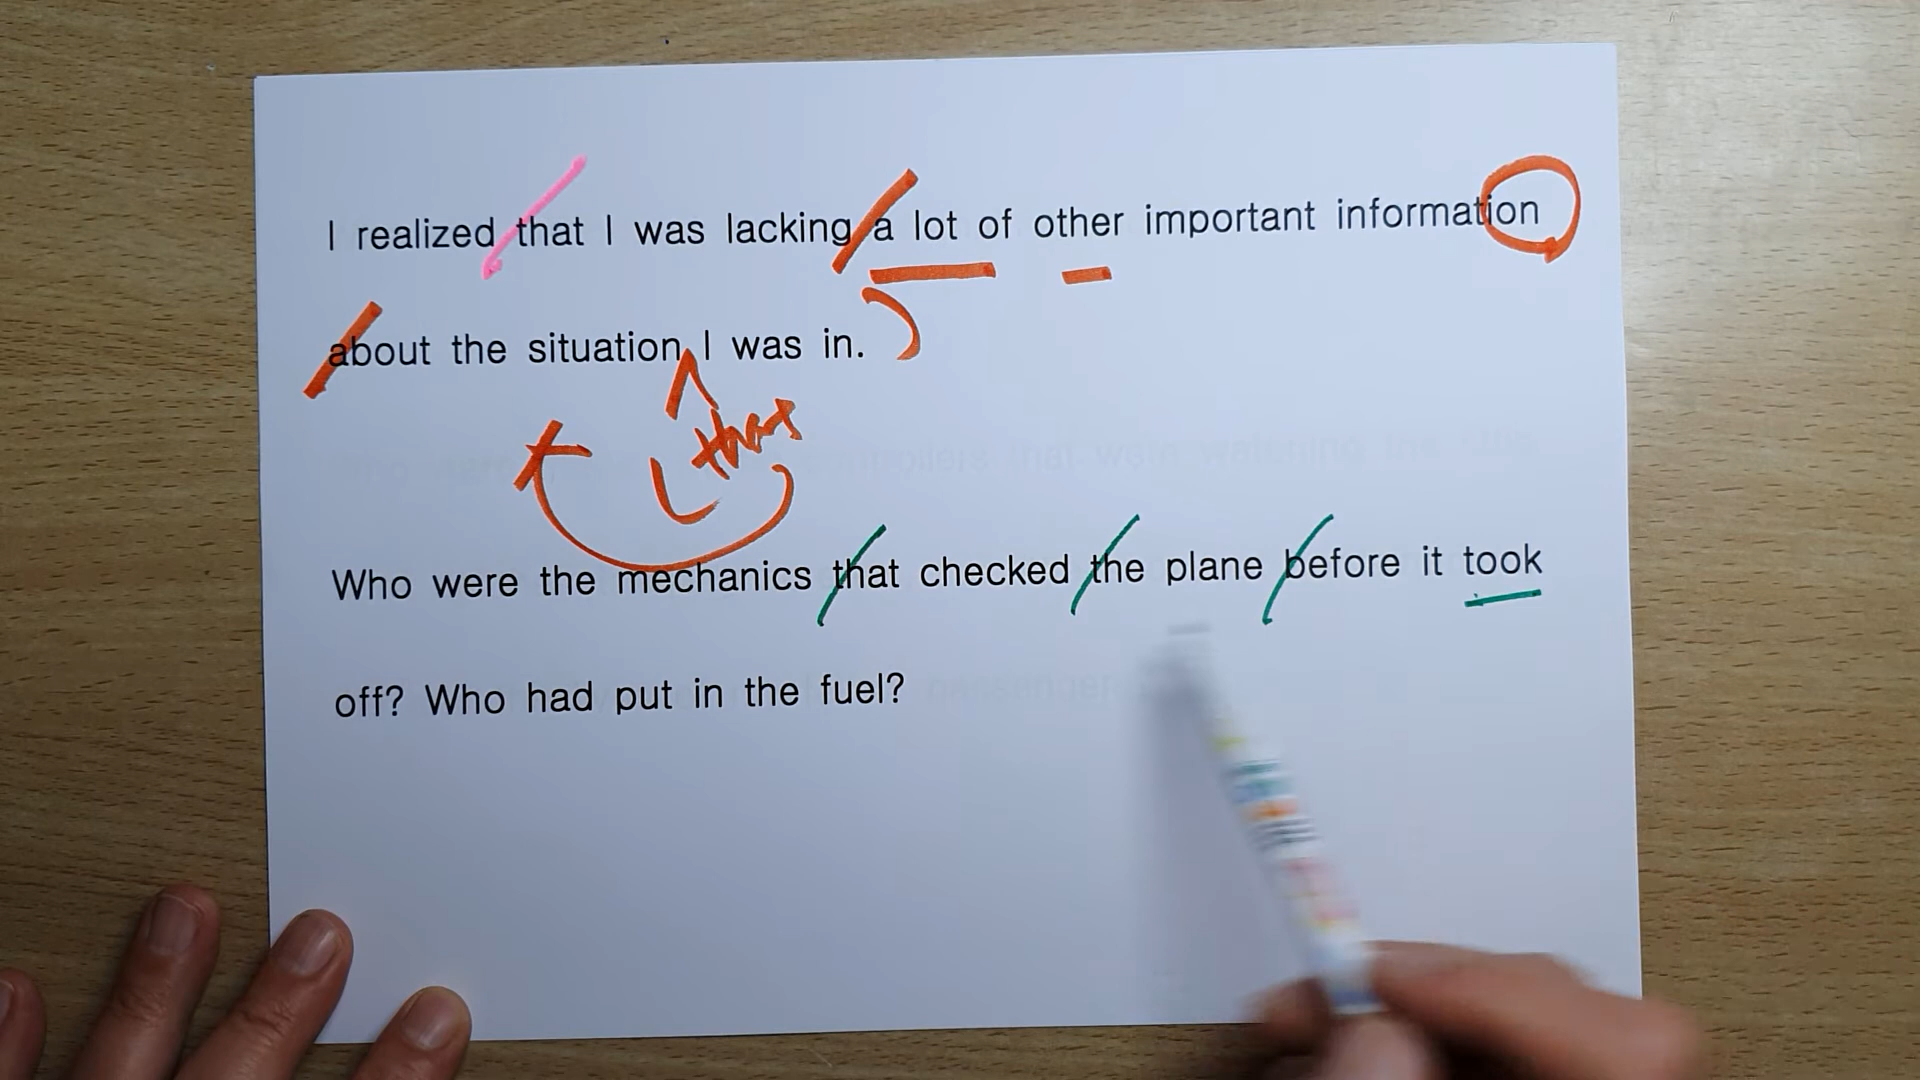 I realized that I was lacking a lot of other important information
about the situation I was in.
that
Who were the mechanics that checked the plane before it took
off? Who had put in the fuel?